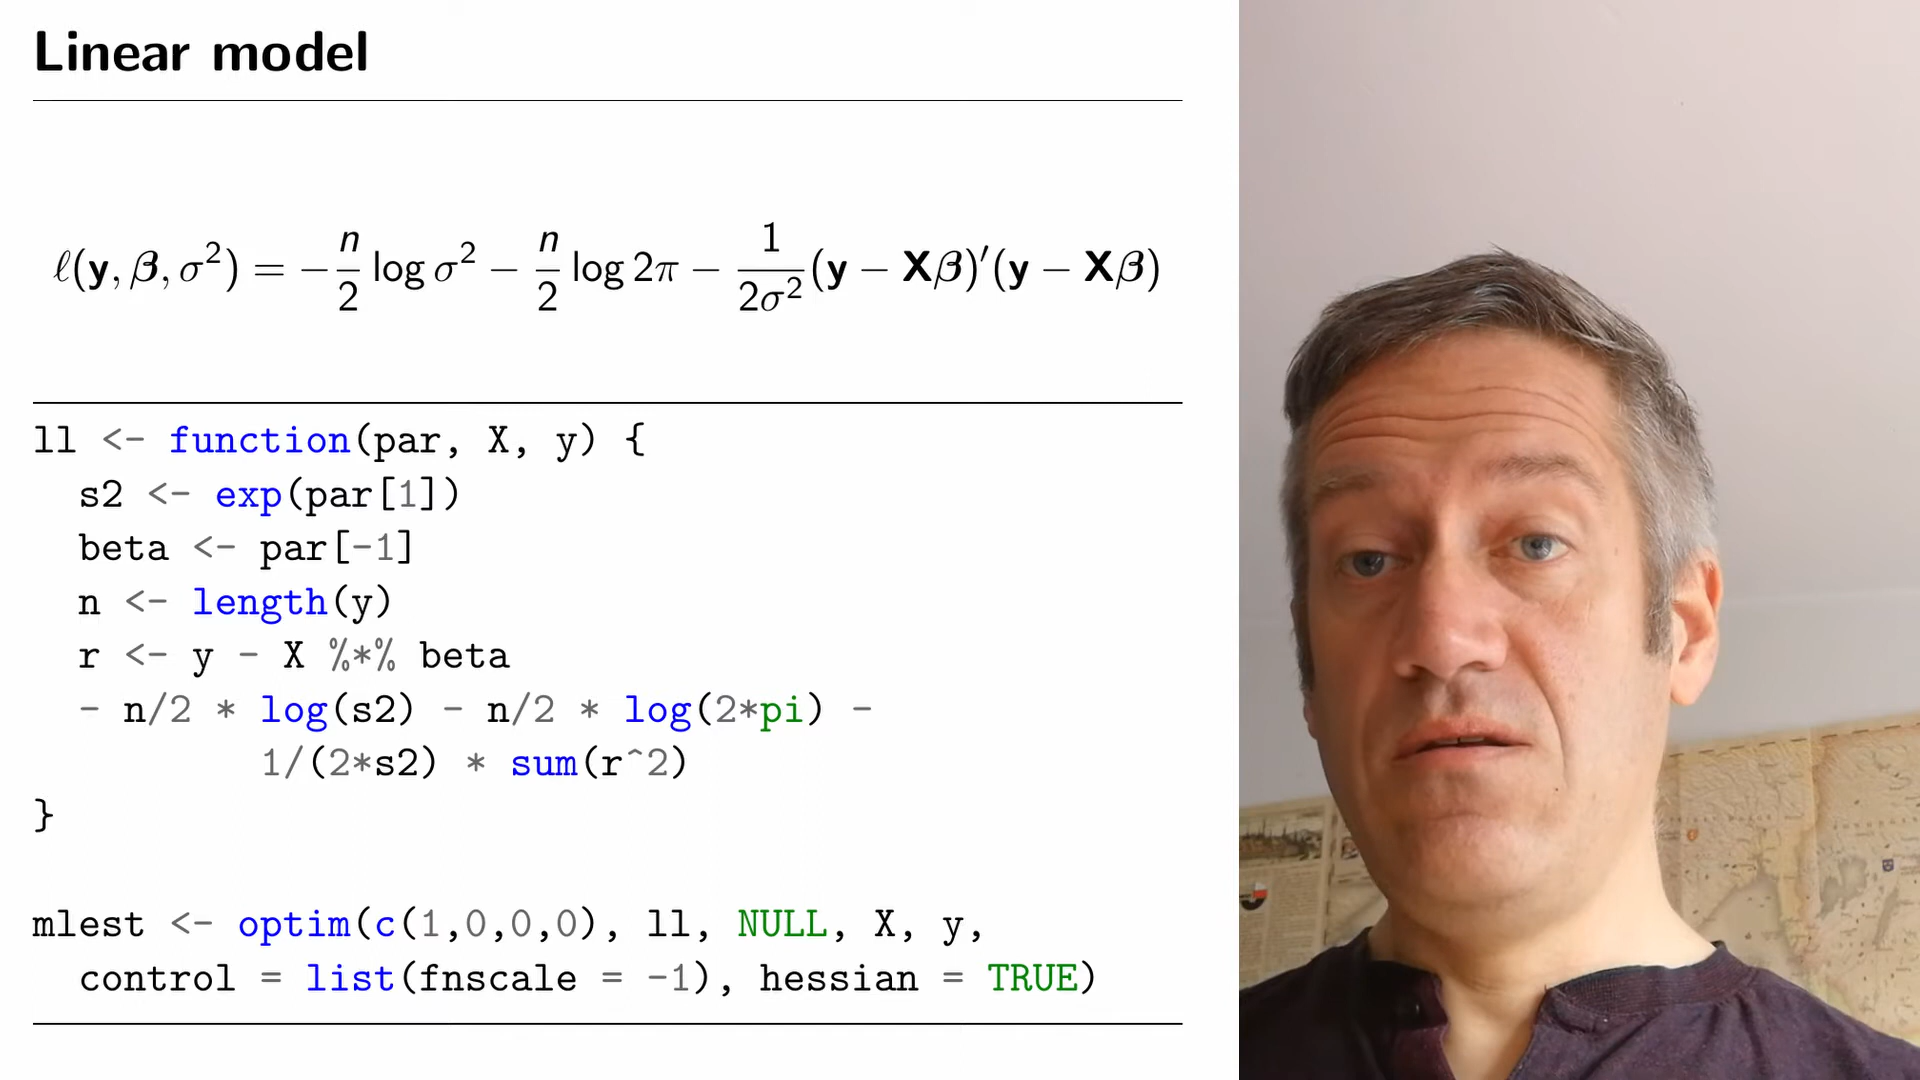 Linear model
ℓ(y, β, σ²) = −n/2 log σ² − n/2 log 2π − 1/2σ² (y − Xβ)′(y − Xβ)
ll <- function(par, X, y) {
  s2 <- exp(par[1])
  beta <- par[-1]
  n <- length(y)
  r <- y - X %*% beta
  - n/2 * log(s2) - n/2 * log(2*pi) -
          1/(2*s2) * sum(r^2)
}
mlest <- optim(c(1,0,0,0), ll, NULL, X, y,
  control = list(fnscale = -1), hessian = TRUE)